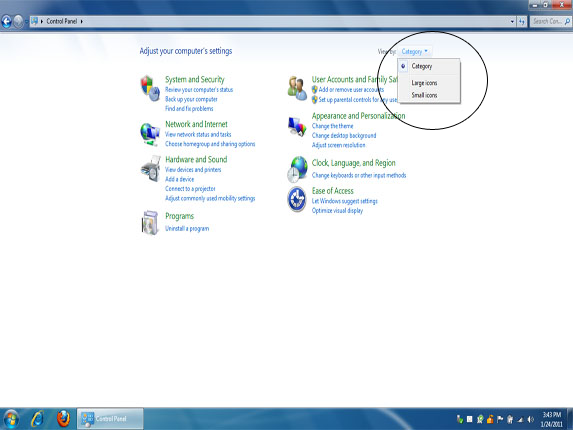 Control Panel
Search Con...
Adjust your computer's settings
View by: Category
Category
Large icons
Small icons
System and Security
Review your computer's status
Back up your computer
Find and fix problems
Network and Internet
View network status and tasks
Choose homegroup and sharing options
Hardware and Sound
View devices and printers
Add a device
Connect to a projector
Adjust commonly used mobility settings
Programs
Uninstall a program
User Accounts and Family Saf
Add or remove user accounts
Set up parental controls for any user
Appearance and Personalization
Change the theme
Change desktop background
Adjust screen resolution
Clock, Language, and Region
Change keyboards or other input methods
Ease of Access
Let Windows suggest settings
Optimize visual display
Control Panel
3:43 PM
1/24/2011